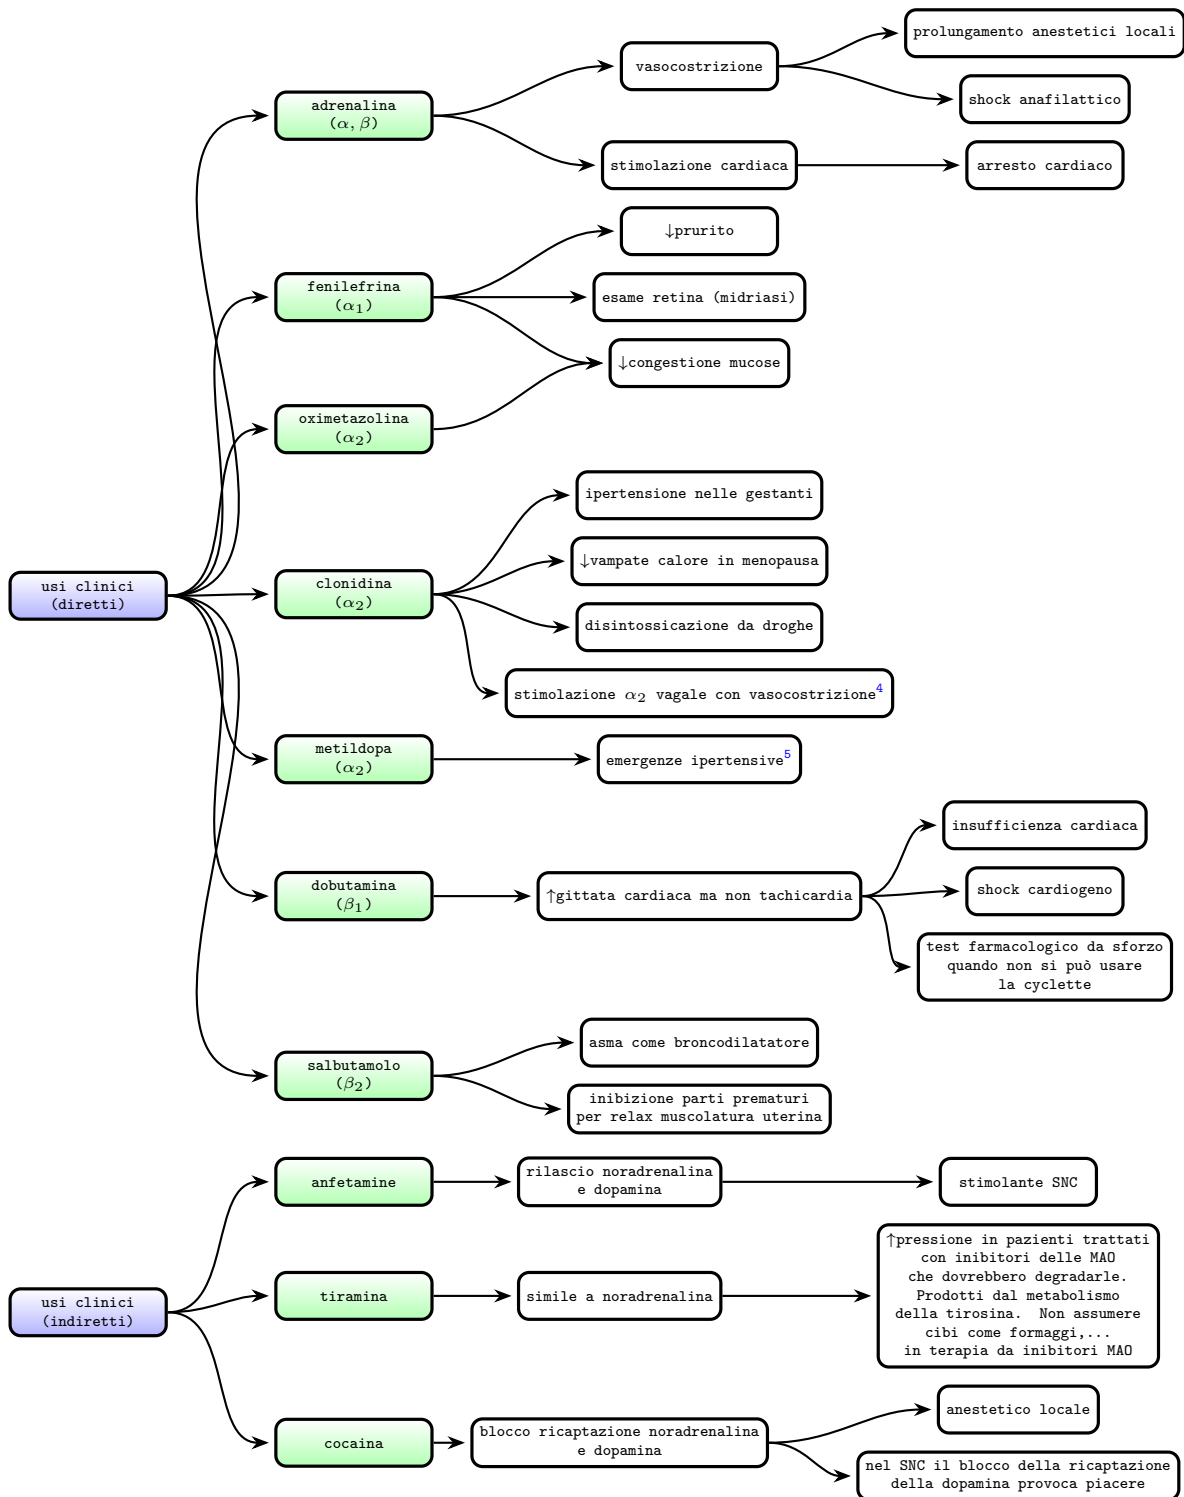 usi clinici
(diretti)
adrenalina
(α, β)
vasocostrizione
prolungamento anestetici locali
shock anafilattico
stimolazione cardiaca
arresto cardiaco
fenilefrina
(α₁)
↓prurito
esame retina (midriasi)
↓congestione mucose
oximetazolina
(α₂)
clonidina
(α₂)
ipertensione nelle gestanti
↓vampate calore in menopausa
disintossicazione da droghe
stimolazione α₂ vagale con vasocostrizione⁴
metildopa
(α₂)
emergenze ipertensive⁵
dobutamina
(β₁)
↑gittata cardiaca ma non tachicardia
insufficienza cardiaca
shock cardiogeno
test farmacologico da sforzo
quando non si può usare
la cyclette
salbutamolo
(β₂)
asma come broncodilatatore
inibizione parti prematuri
per relax muscolatura uterina
usi clinici
(indiretti)
anfetamine
rilascio noradrenalina
e dopamina
stimolante SNC
tiramina
simile a noradrenalina
↑pressione in pazienti trattati
con inibitori delle MAO
che dovrebbero degradarle.
Prodotti dal metabolismo
della tirosina. Non assumere
cibi come formaggi,...
in terapia da inibitori MAO
cocaina
blocco ricaptazione noradrenalina
e dopamina
anestetico locale
nel SNC il blocco della ricaptazione
della dopamina provoca piacere